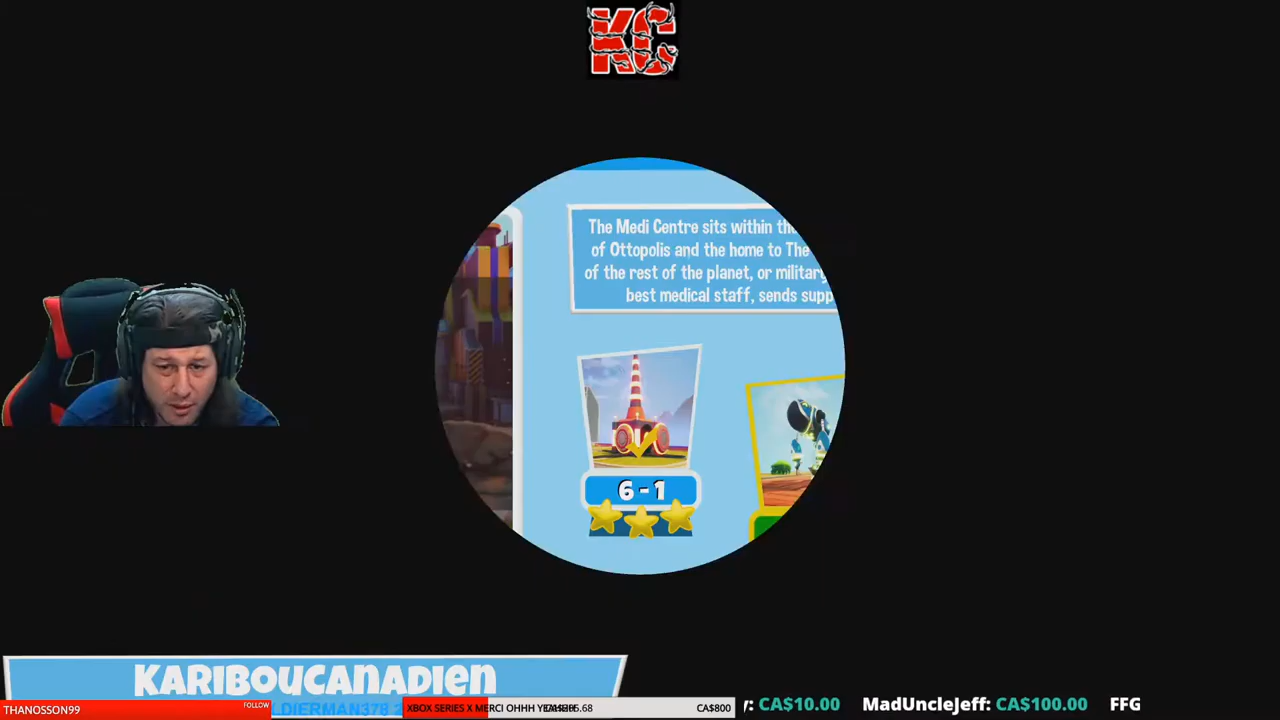 KC
The Medi Centre sits within the
of Ottopolis and the home to The
of the rest of the planet, or military
best medical staff, sends supp
6-1
KARIBOUCANADIEN
THANOSSON99
FOLLOW
LDIERMAN378
XBOX SERIES X MERCI OHHH
CA$800
: CA$10.00 MadUncleJeff: CA$100.00 FFG